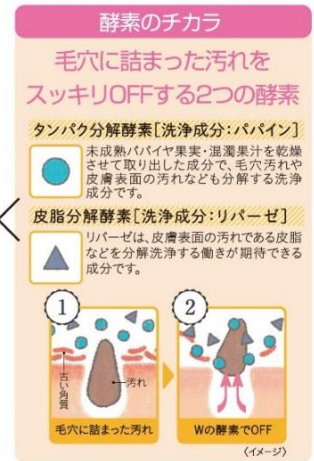 酵素のチカラ
毛穴に詰まった汚れを
スッキリOFFする2つの酵素
タンパク分解酵素［洗浄成分：パパイン］
未成熟パパイヤ果実・混濁果汁を乾燥
させて取り出した成分で、毛穴汚れや
皮膚表面の汚れなども分解する洗浄
成分です。
皮脂分解酵素［洗浄成分：リパーゼ］
リパーゼは、皮膚表面の汚れである皮脂
などを分解洗浄する働きが期待できる
成分です。
1
古い角質
汚れ
毛穴に詰まった汚れ
2
Wの酵素でOFF
〈イメージ〉